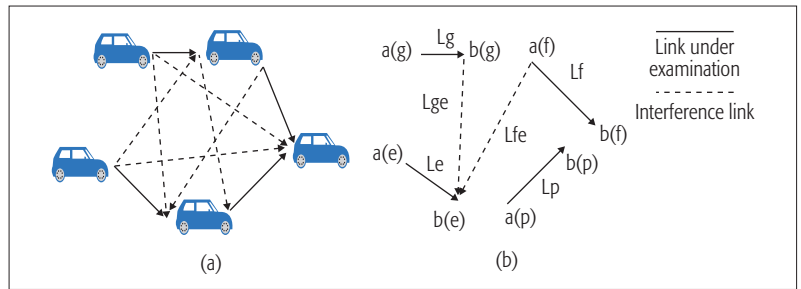 Lg
a(g)
b(g)
a(f)
Lf
Link under
examination
Lge
Interference link
b(f)
a(e)
Le
Lfe
b(p)
Lp
b(e)
a(p)
(a)
(b)